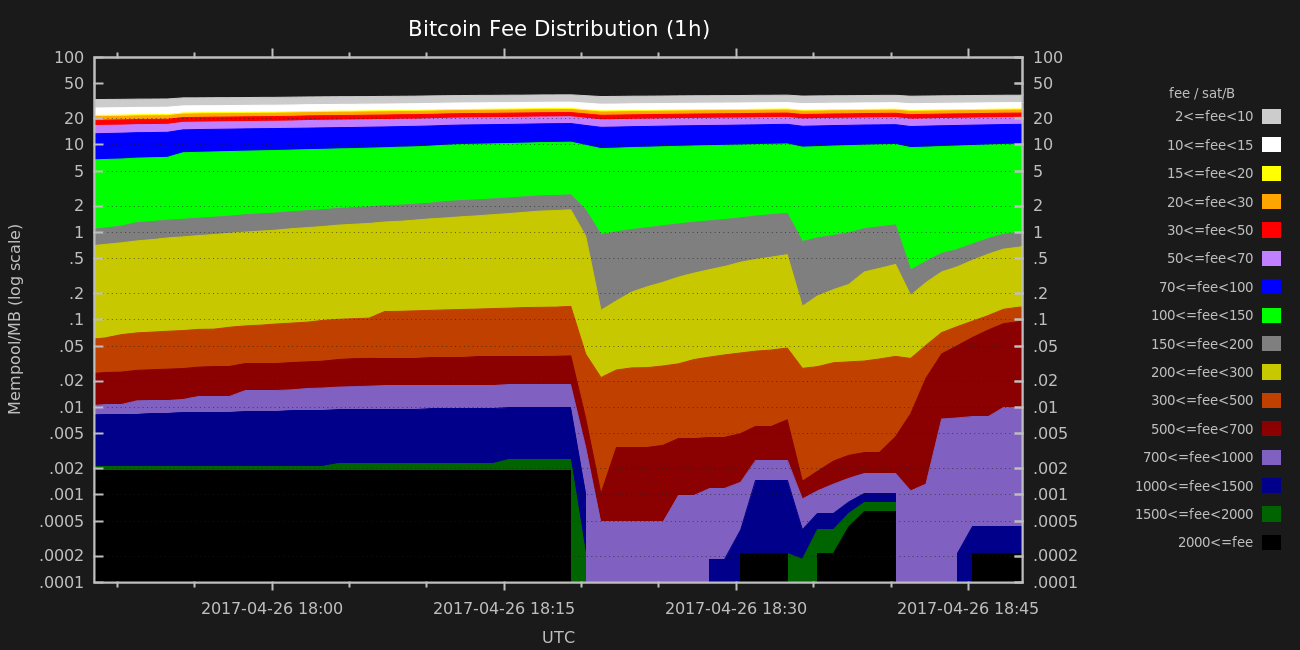 Bitcoin Fee Distribution (1h)
Mempool/MB (log scale)
100
50
20
10
5
2
1
.5
.2
.1
.05
.02
.01
.005
.002
.001
.0005
.0002
.0001
100
50
20
10
5
2
1
.5
.2
.1
.05
.02
.01
.005
.002
.001
.0005
.0002
.0001
2017-04-26 18:00
2017-04-26 18:15
2017-04-26 18:30
2017-04-26 18:45
UTC
fee / sat/B
2<=fee<10
10<=fee<15
15<=fee<20
20<=fee<30
30<=fee<50
50<=fee<70
70<=fee<100
100<=fee<150
150<=fee<200
200<=fee<300
300<=fee<500
500<=fee<700
700<=fee<1000
1000<=fee<1500
1500<=fee<2000
2000<=fee